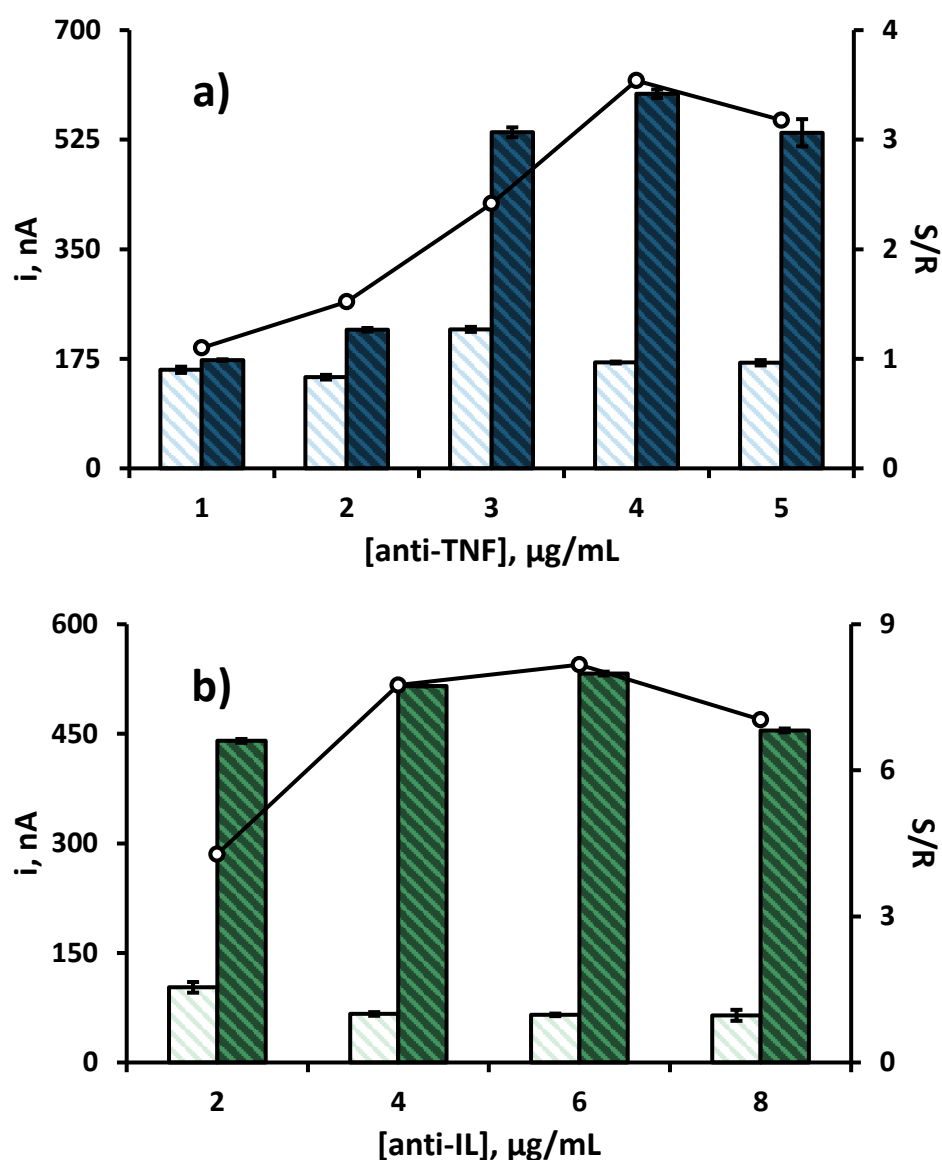 a)
i, nA
700
525
350
175
0
S/R
4
3
2
1
0
1 2 3 4 5
[anti-TNF], µg/mL
b)
i, nA
600
450
300
150
0
S/R
9
6
3
0
2 4 6 8
[anti-IL], µg/mL